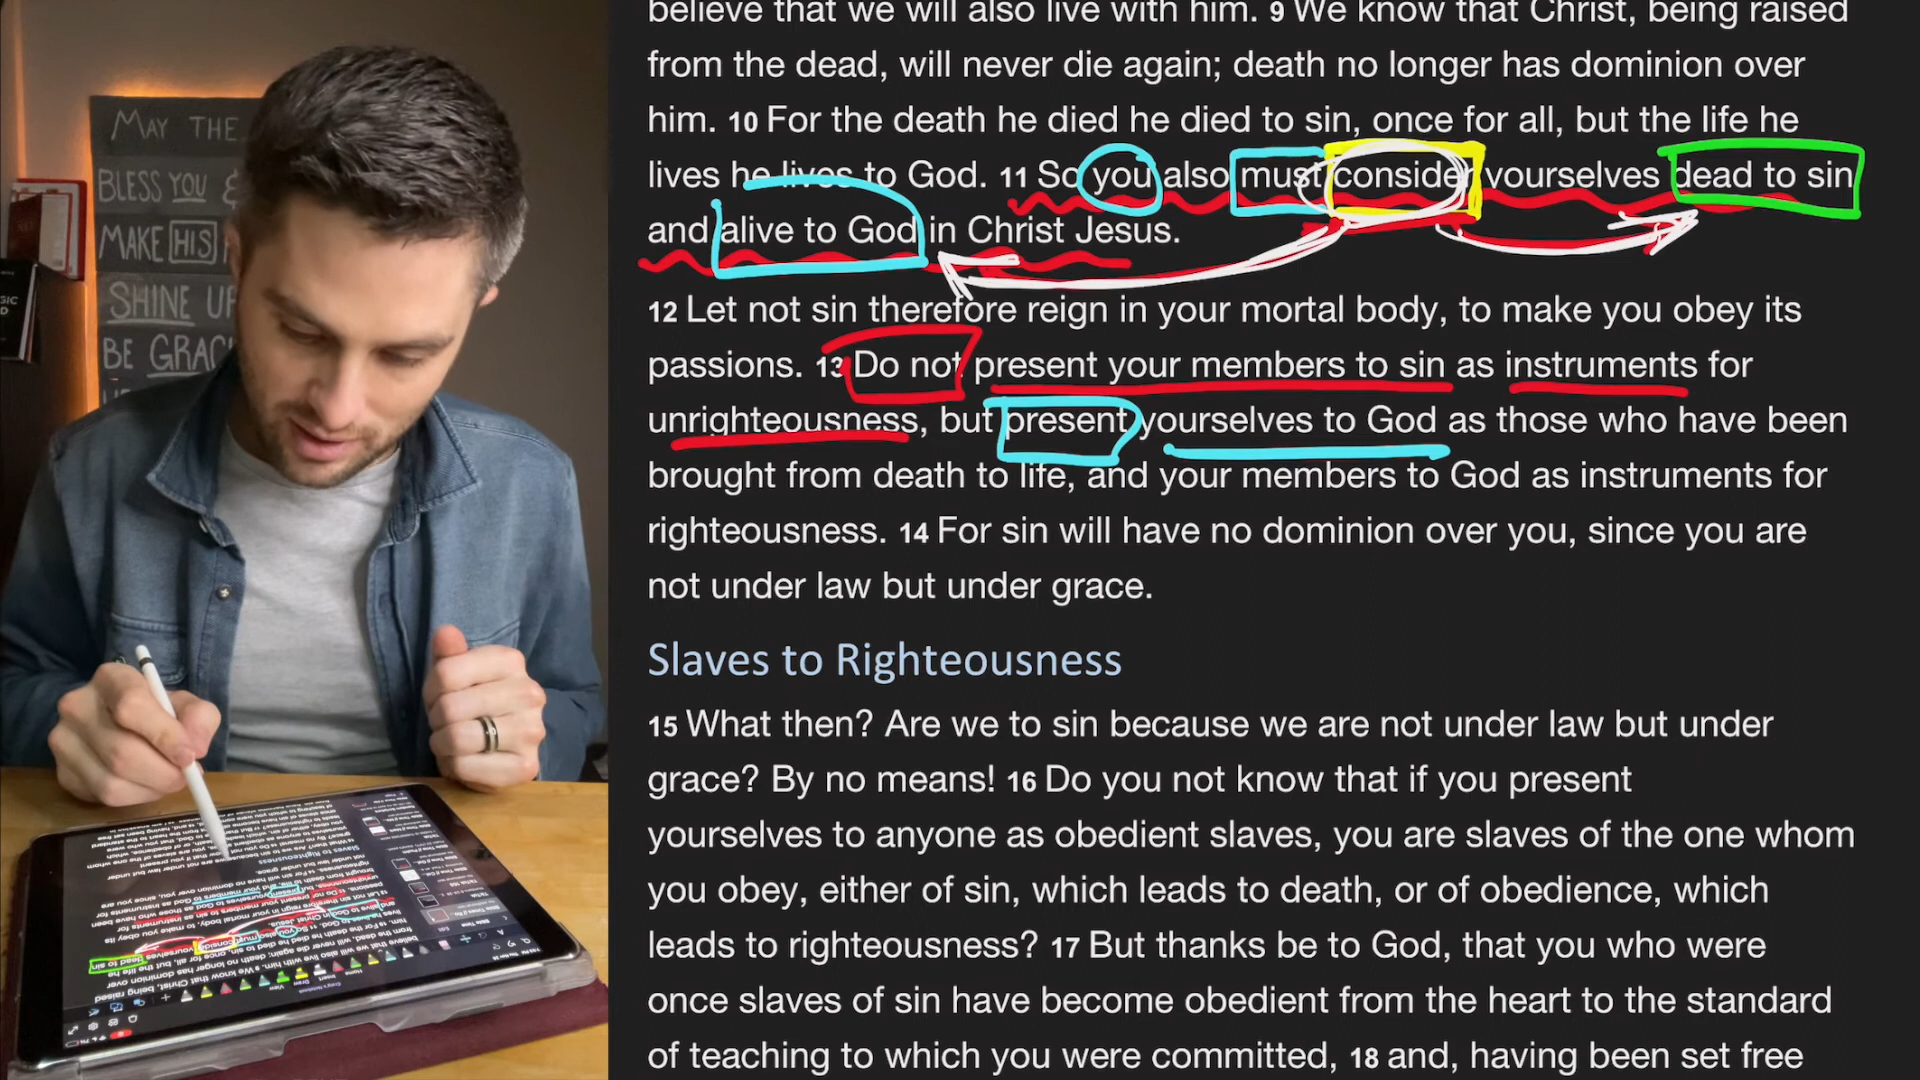 believe that we will also live with him. 9 We know that Christ, being raised
from the dead, will never die again; death no longer has dominion over
him. 10 For the death he died he died to sin, once for all, but the life he
lives he lives to God. 11 So you also must consider yourselves dead to sin
and alive to God in Christ Jesus.
12 Let not sin therefore reign in your mortal body, to make you obey its
passions. 13 Do not present your members to sin as instruments for
unrighteousness, but present yourselves to God as those who have been
brought from death to life, and your members to God as instruments for
righteousness. 14 For sin will have no dominion over you, since you are
not under law but under grace.
Slaves to Righteousness
15 What then? Are we to sin because we are not under law but under
grace? By no means! 16 Do you not know that if you present
yourselves to anyone as obedient slaves, you are slaves of the one whom
you obey, either of sin, which leads to death, or of obedience, which
leads to righteousness? 17 But thanks be to God, that you who were
once slaves of sin have become obedient from the heart to the standard
of teaching to which you were committed, 18 and, having been set free
MAY THE
BLESS YOU &
MAKE HIS
SHINE UP
BE GRAC